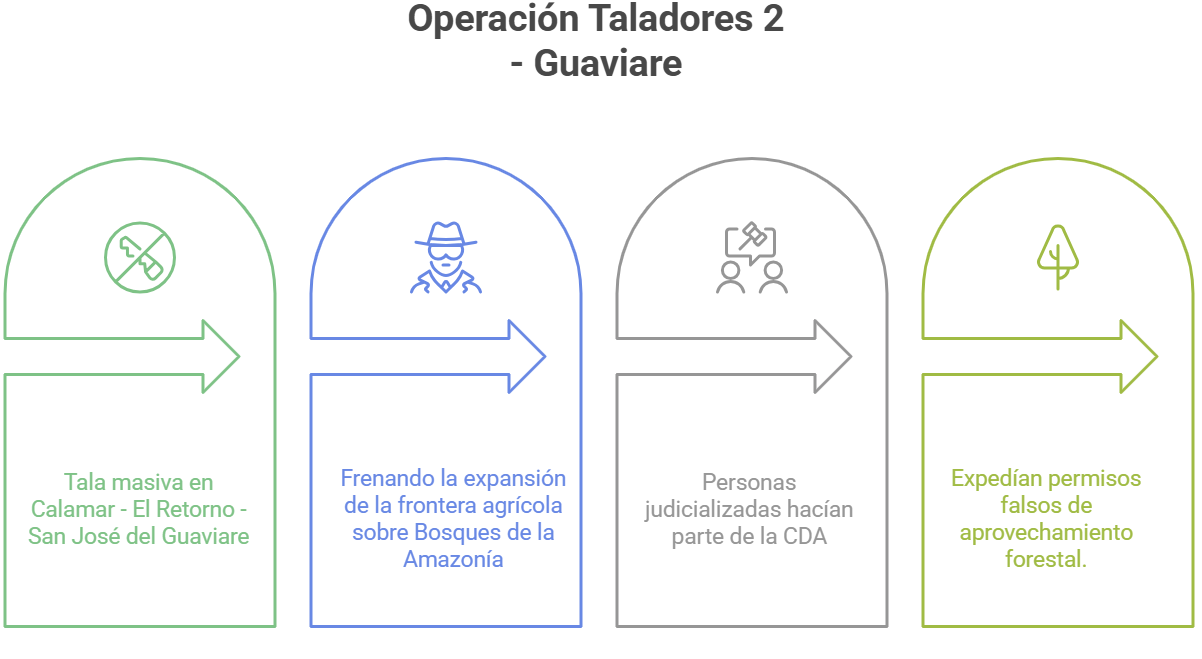 Operación Taladores 2
- Guaviare
Tala masiva en
Calamar - El Retorno -
San José del Guaviare
Frenando la expansión
de la frontera agrícola
sobre Bosques de la
Amazonía
Personas
judicializadas hacían
parte de la CDA
Expedían permisos
falsos de
aprovechamiento
forestal.